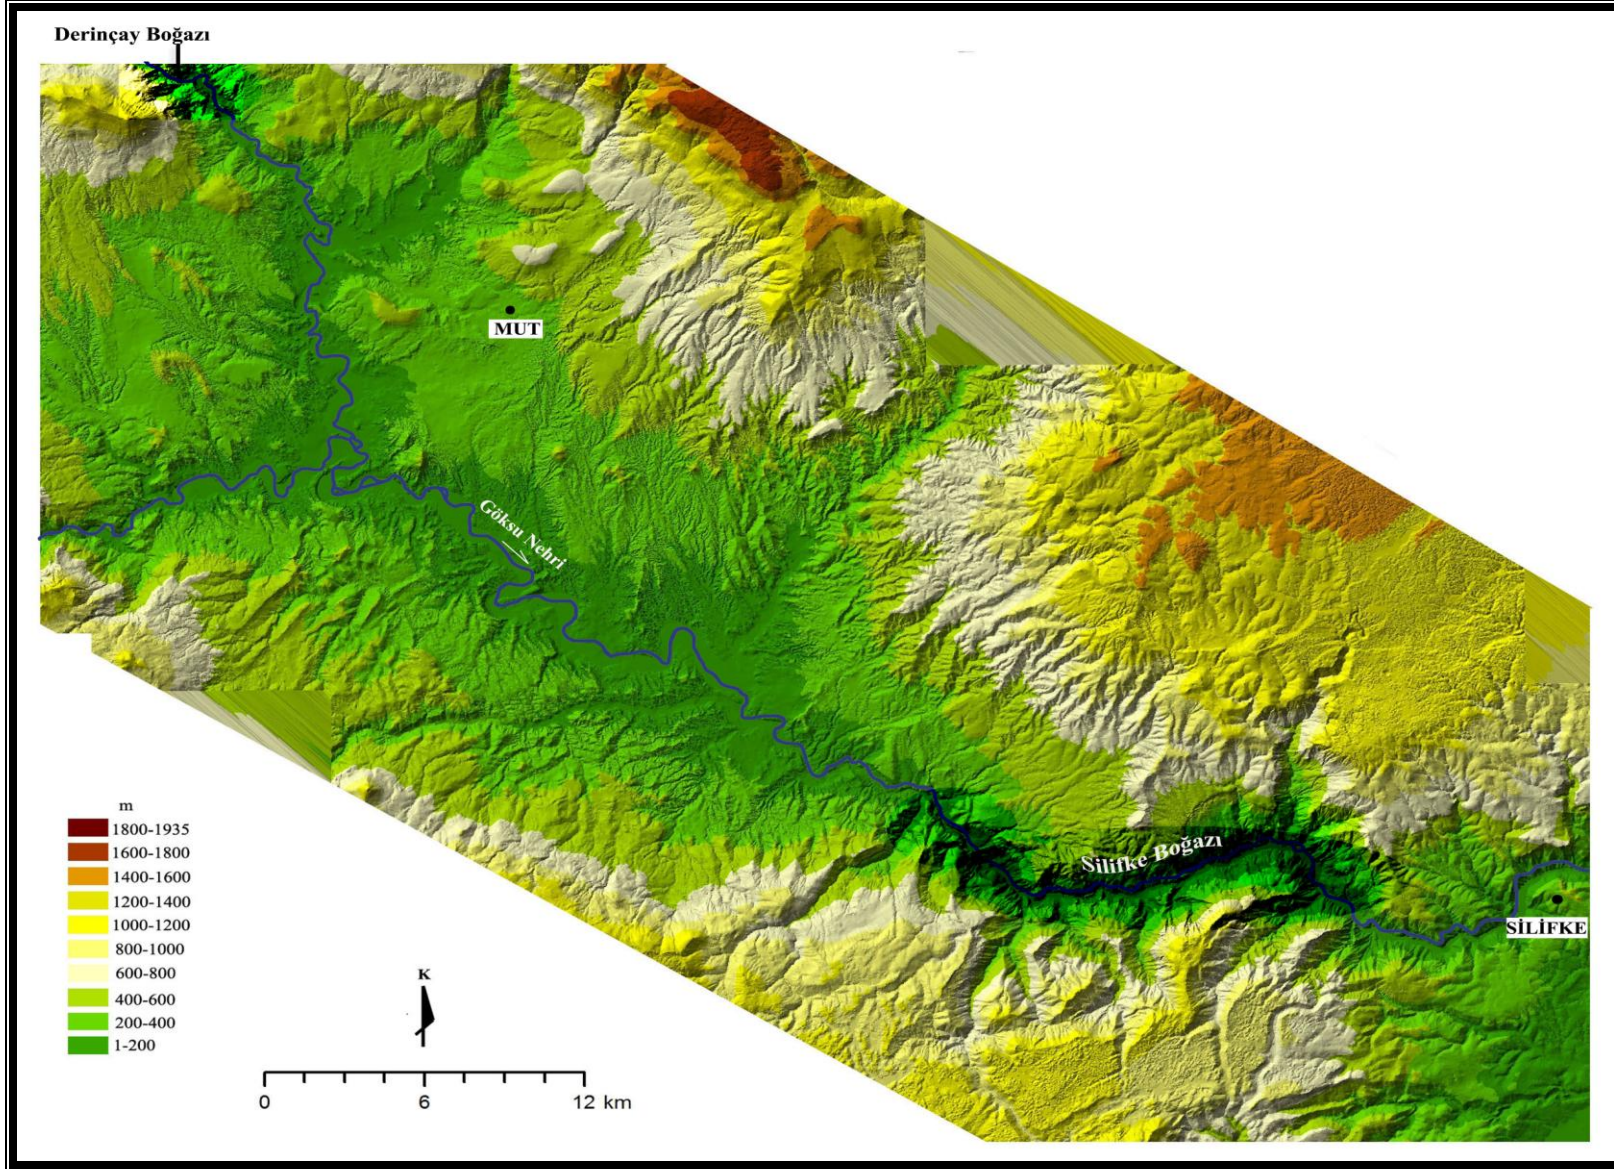 Derinçay Boğazı
MUT
Göksu Nehri
Silifke Boğazı
SİLİFKE
m
1800-1935
1600-1800
1400-1600
1200-1400
1000-1200
800-1000
600-800
400-600
200-400
1-200
K
0 6 12 km